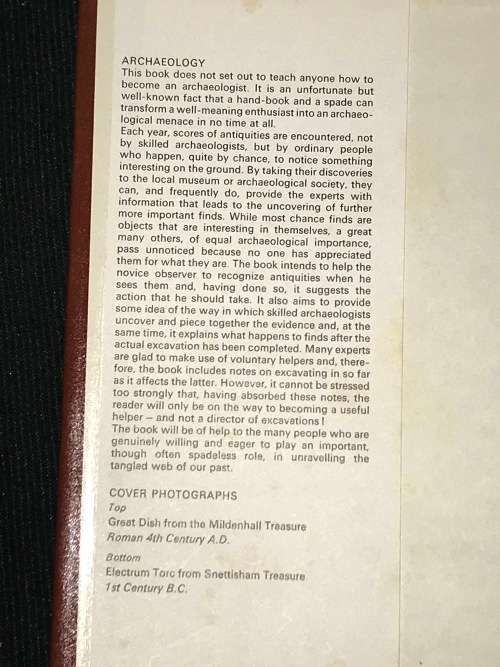 ARCHAEOLOGY
This book does not set out to teach anyone how to
become an archaeologist. It is an unfortunate but
well-known fact that a hand-book and a spade can
transform a well-meaning enthusiast into an archaeo-
logical menace in no time at all.
Each year, scores of antiquities are encountered, not
by skilled archaeologists, but by ordinary people
who happen, quite by chance, to notice something
interesting on the ground. By taking their discoveries
to the local museum or archaeological society, they
can, and frequently do, provide the experts with
information that leads to the uncovering of further
more important finds. While most chance finds are
objects that are interesting in themselves, a great
many others, of equal archaeological importance,
pass unnoticed because no one has appreciated
them for what they are. The book intends to help the
novice observer to recognize antiquities when he
sees them and, having done so, it suggests the
action that he should take. It also aims to provide
some idea of the way in which skilled archaeologists
uncover and piece together the evidence and, at the
same time, it explains what happens to finds after the
actual excavation has been completed. Many experts
are glad to make use of voluntary helpers and, there-
fore, the book includes notes on excavating in so far
as it affects the latter. However, it cannot be stressed
too strongly that, having absorbed these notes, the
reader will only be on the way to becoming a useful
helper – and not a director of excavations!
The book will be of help to the many people who are
genuinely willing and eager to play an important,
though often spadeless role, in unravelling the
tangled web of our past.
COVER PHOTOGRAPHS
Top
Great Dish from the Mildenhall Treasure
Roman 4th Century A.D.
Bottom
Electrum Torc from Snettisham Treasure
1st Century B.C.